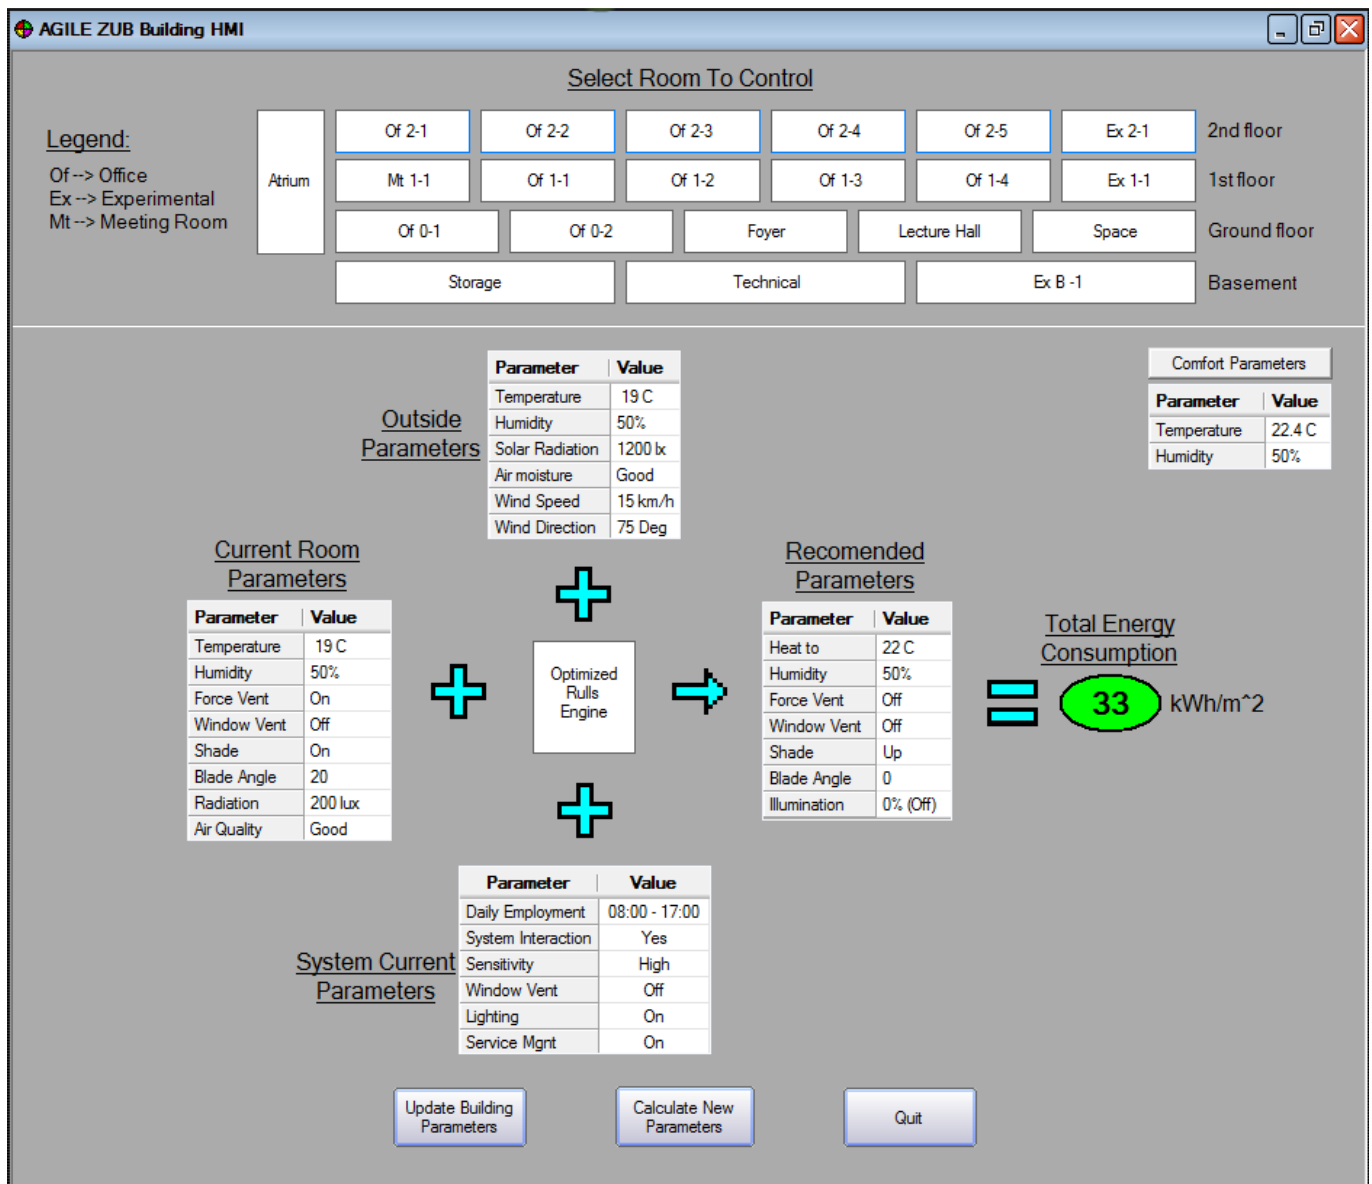 AGILE ZUB Building HMI
Select Room To Control
Legend:
Of --> Office
Ex --> Experimental
Mt --> Meeting Room
Atrium
Of 2-1 Of 2-2 Of 2-3 Of 2-4 Of 2-5 Ex 2-1 2nd floor
Mt 1-1 Of 1-1 Of 1-2 Of 1-3 Of 1-4 Ex 1-1 1st floor
Of 0-1 Of 0-2 Foyer Lecture Hall Space Ground floor
Storage Technical Ex B -1 Basement
Outside
Parameters
Parameter Value
Temperature 19 C
Humidity 50%
Solar Radiation 1200 lx
Air moisture Good
Wind Speed 15 km/h
Wind Direction 75 Deg
Comfort Parameters
Parameter Value
Temperature 22.4 C
Humidity 50%
Current Room
Parameters
Parameter Value
Temperature 19 C
Humidity 50%
Force Vent On
Window Vent Off
Shade On
Blade Angle 20
Radiation 200 lux
Air Quality Good
Optimized
Rulls
Engine
Recomended
Parameters
Parameter Value
Heat to 22 C
Humidity 50%
Force Vent Off
Window Vent Off
Shade Up
Blade Angle 0
Illumination 0% (Off)
Total Energy
Consumption
33 kWh/m^2
System Current
Parameters
Parameter Value
Daily Employment 08:00 - 17:00
System Interaction Yes
Sensitivity High
Window Vent Off
Lighting On
Service Mgnt On
Update Building
Parameters
Calculate New
Parameters
Quit